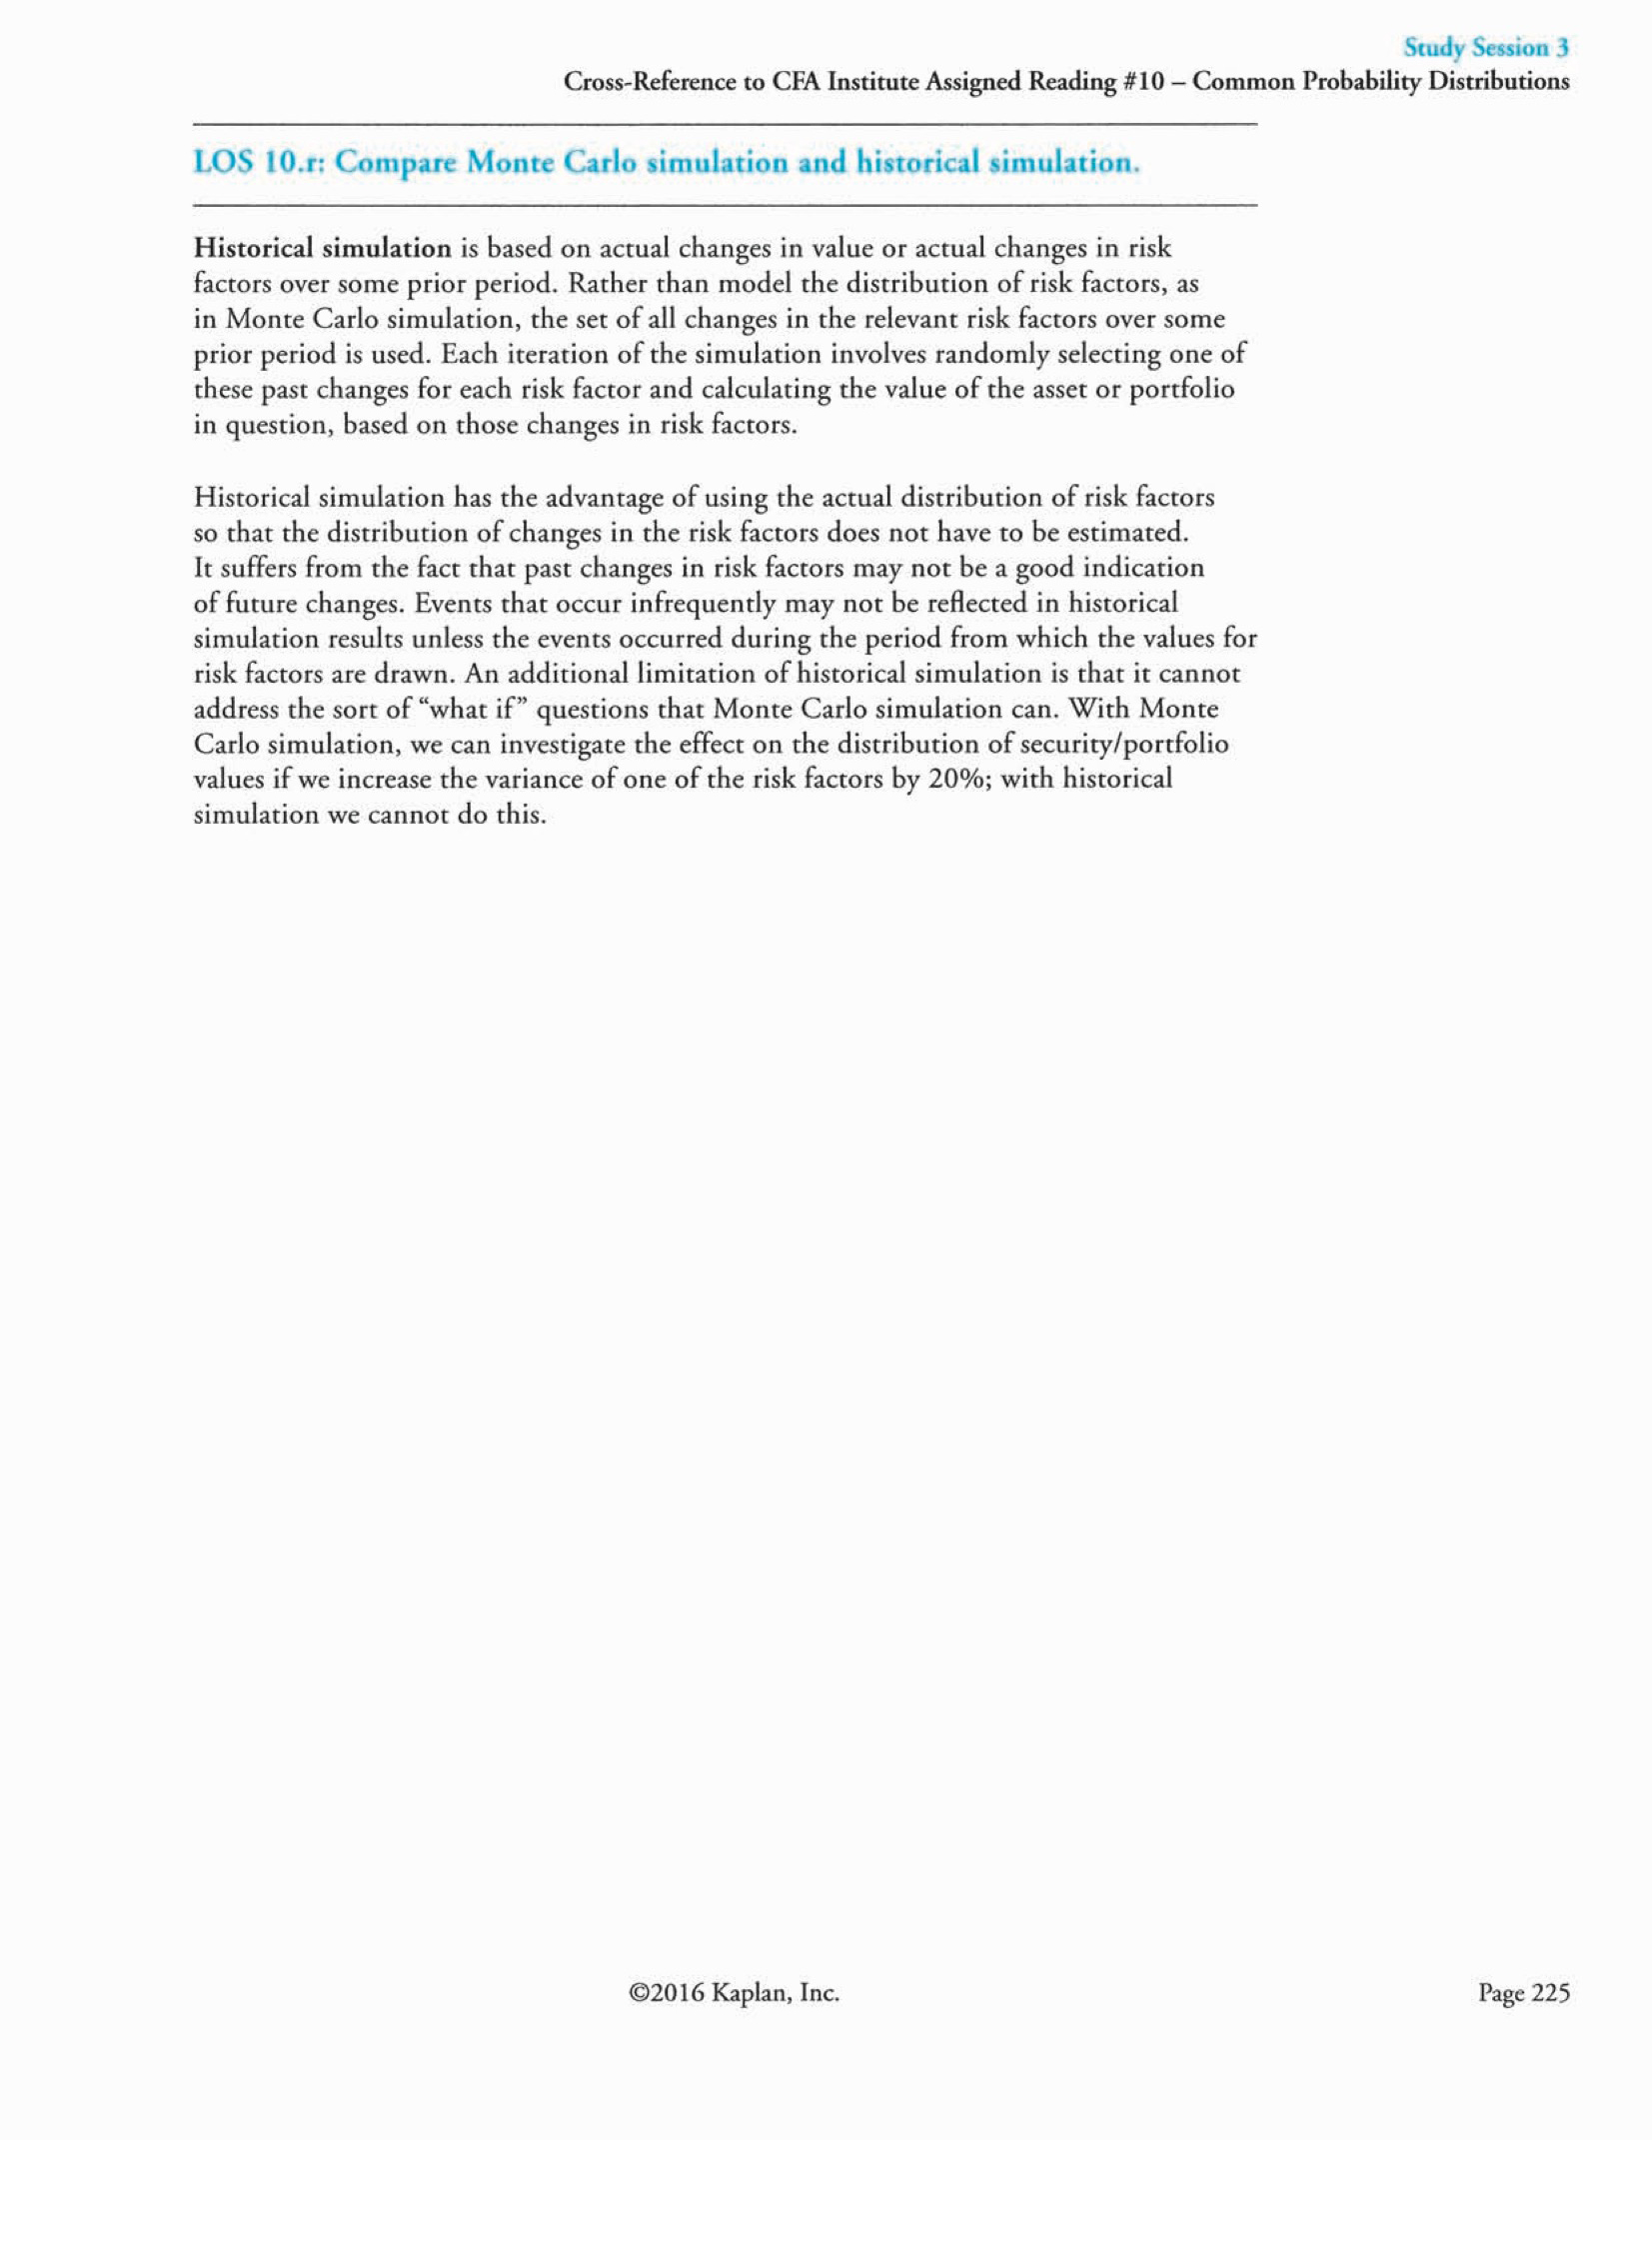 Study Session 3
Cross-Reference to CFA Institute Assigned Reading #10 – Common Probability Distributions
LOS 10.r: Compare Monte Carlo simulation and historical simulation.
Historical simulation is based on actual changes in value or actual changes in risk
factors over some prior period. Rather than model the distribution of risk factors, as
in Monte Carlo simulation, the set of all changes in the relevant risk factors over some
prior period is used. Each iteration of the simulation involves randomly selecting one of
these past changes for each risk factor and calculating the value of the asset or portfolio
in question, based on those changes in risk factors.
Historical simulation has the advantage of using the actual distribution of risk factors
so that the distribution of changes in the risk factors does not have to be estimated.
It suffers from the fact that past changes in risk factors may not be a good indication
of future changes. Events that occur infrequently may not be reflected in historical
simulation results unless the events occurred during the period from which the values for
risk factors are drawn. An additional limitation of historical simulation is that it cannot
address the sort of “what if” questions that Monte Carlo simulation can. With Monte
Carlo simulation, we can investigate the effect on the distribution of security/portfolio
values if we increase the variance of one of the risk factors by 20%; with historical
simulation we cannot do this.
©2016 Kaplan, Inc.
Page 225